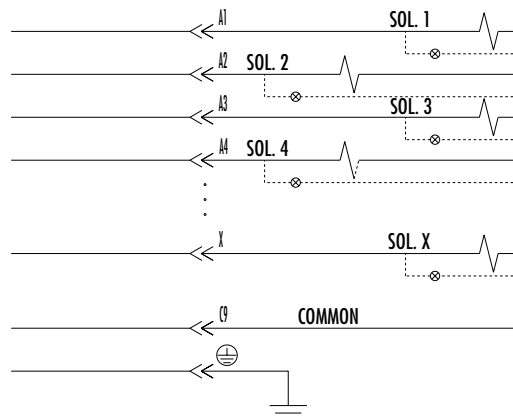 A1 SOL. 1
A2 SOL. 2
A3 SOL. 3
A4 SOL. 4
X SOL. X
C9 COMMON